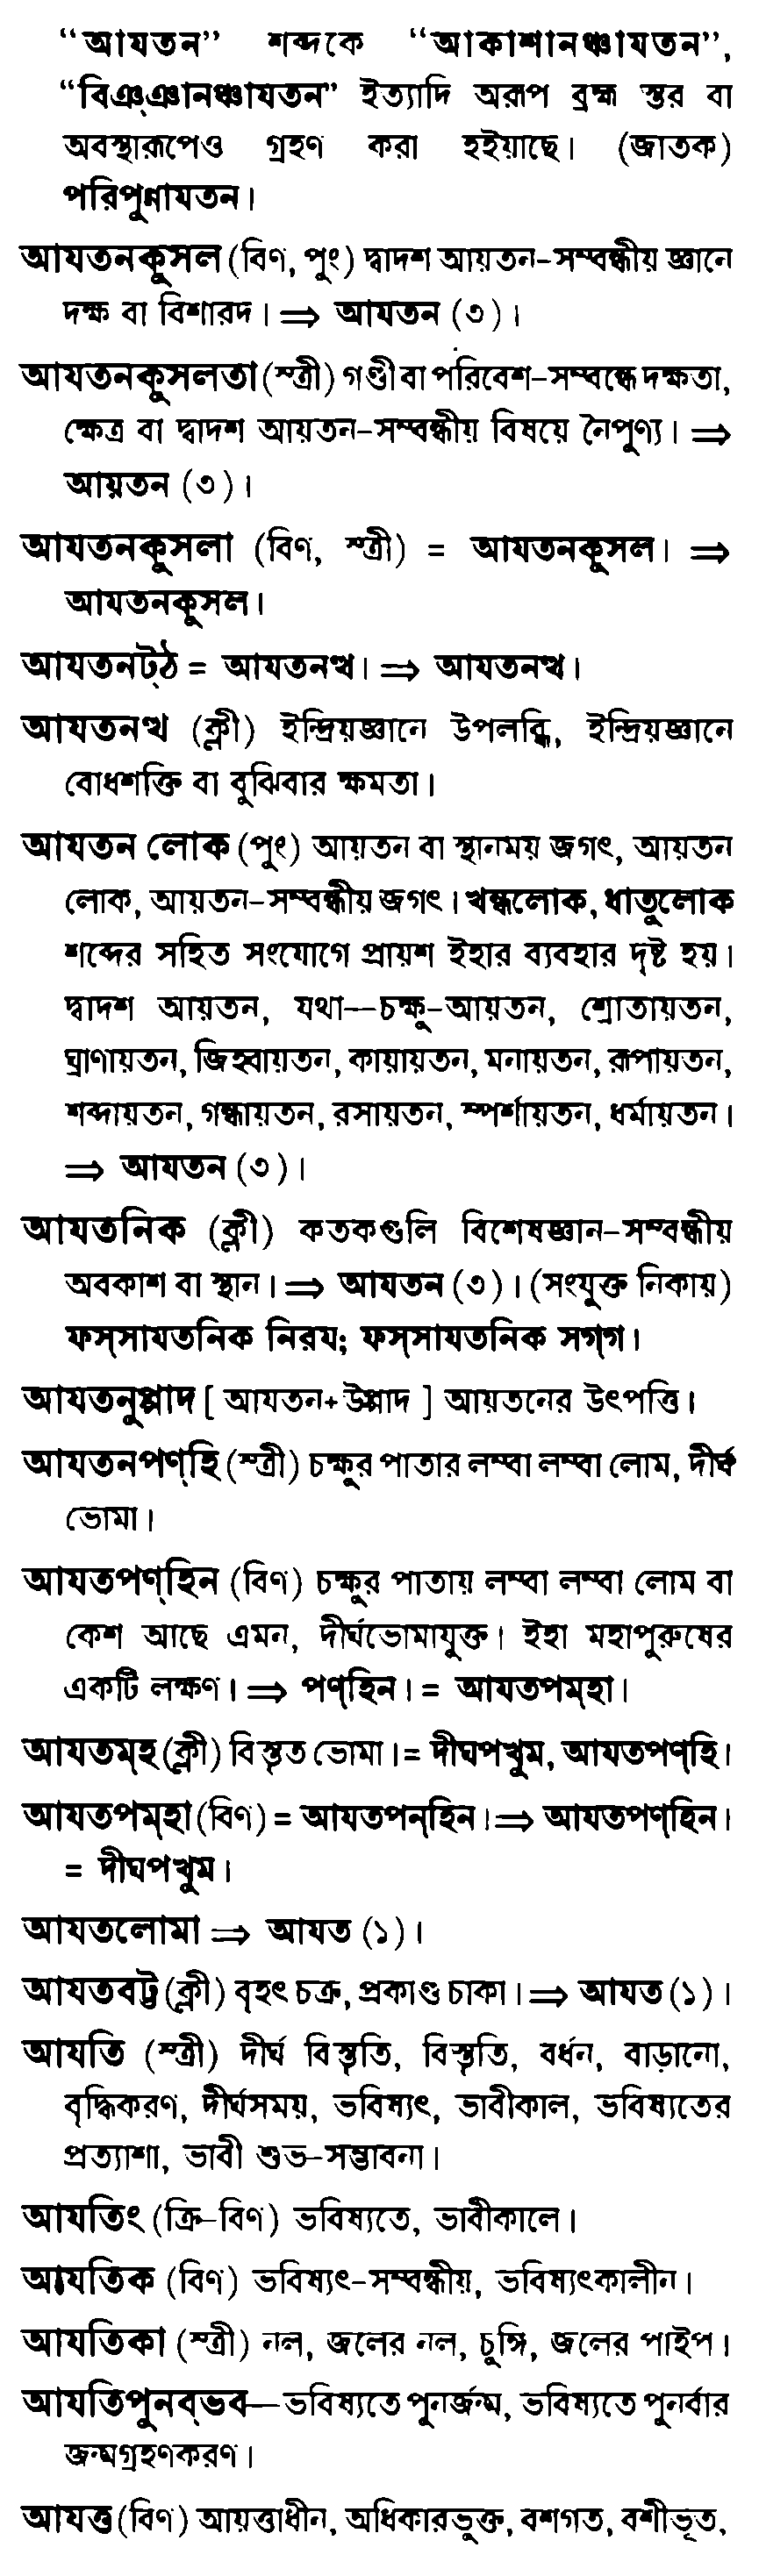 “আযতন” শব্দকে “আকাশানঞ্চাযতন”,
“বিঞ্ঞানঞ্চাযতন” ইত্যাদি অরূপ ব্রহ্ম স্তর বা
অবস্থারূপেও গ্রহণ করা হইয়াছে। (জাতক)
পরিপুন্নাযতন।
আযতনকুসল (বিণ, পুং) দ্বাদশ আয়তন-সম্বন্ধীয় জ্ঞানে
দক্ষ বা বিশারদ। ⇒ আযতন (৩)।
আযতনকুসলতা (স্ত্রী) গণ্ডী বা পরিবেশ-সম্বন্ধে দক্ষতা,
ক্ষেত্র বা দ্বাদশ আয়তন-সম্বন্ধীয় বিষয়ে নৈপুণ্য। ⇒
আয়তন (৩)।
আযতনকুসলা (বিণ, স্ত্রী) = আযতনকুসল। ⇒
আযতনকুসল।
আযতনট্ঠ = আযতনত্থ। ⇒ আযতনত্থ।
আযতনত্থ (ক্লী) ইন্দ্রিয়জ্ঞানে উপলব্ধি, ইন্দ্রিয়জ্ঞানে
বোধশক্তি বা বুঝিবার ক্ষমতা।
আযতন লোক (পুং) আয়তন বা স্থানময় জগৎ, আয়তন
লোক, আয়তন-সম্বন্ধীয় জগৎ। খন্ধলোক, ধাতুলোক
শব্দের সহিত সংযোগে প্রায়শ ইহার ব্যবহার দৃষ্ট হয়।
দ্বাদশ আয়তন, যথা—চক্ষু-আয়তন, শ্রোতায়তন,
ঘ্রাণায়তন, জিহ্বায়তন, কায়ায়তন, মনায়তন, রূপায়তন,
শব্দায়তন, গন্ধায়তন, রসায়তন, স্পর্শায়তন, ধর্মায়তন।
⇒ আযতন (৩)।
আযতনিক (ক্লী) কতকগুলি বিশেষজ্ঞান-সম্বন্ধীয়
অবকাশ বা স্থান। ⇒ আযতন (৩)। (সংযুক্ত নিকায়)
ফস্সাযতনিক নিরয; ফস্সাযতনিক সগ্গ।
আযতনুপ্পাদ [ আযতন+উপ্পাদ ] আয়তনের উৎপত্তি।
আযতনপণ্হি (স্ত্রী) চক্ষুর পাতার লম্বা লম্বা লোম, দীর্ঘ
ভোমা।
আযতপণ্হিন (বিণ) চক্ষুর পাতায় লম্বা লম্বা লোম বা
কেশ আছে এমন, দীর্ঘভোমাযুক্ত। ইহা মহাপুরুষের
একটি লক্ষণ। ⇒ পণ্হিন। = আযতপম্হা।
আযতম্হ (ক্লী) বিস্তৃত ভোমা। = দীঘপখুম, আযতপণ্হি।
আযতপম্হা (বিণ) = আযতপন্হিন। ⇒ আযতপণ্হিন।
= দীঘপখুম।
আযতলোমা ⇒ আযত (১)।
আযতবট্ট (ক্লী) বৃহৎ চক্র, প্রকাণ্ড চাকা। ⇒ আযত (১)।
আযতি (স্ত্রী) দীর্ঘ বিস্তৃতি, বিস্তৃতি, বর্ধন, বাড়ানো,
বৃদ্ধিকরণ, দীর্ঘসময়, ভবিষ্যৎ, ভাবীকাল, ভবিষ্যতের
প্রত্যাশা, ভাবী শুভ-সম্ভাবনা।
আযতিং (ক্রি-বিণ) ভবিষ্যতে, ভাবীকালে।
আযতিক (বিণ) ভবিষ্যৎ-সম্বন্ধীয়, ভবিষ্যৎকালীন।
আযতিকা (স্ত্রী) নল, জলের নল, চুঙ্গি, জলের পাইপ।
আযতিপুনব্ভব—ভবিষ্যতে পুনর্জন্ম, ভবিষ্যতে পুনর্বার
জন্মগ্রহণকরণ।
আযত্ত (বিণ) আয়ত্তাধীন, অধিকারভুক্ত, বশগত, বশীভূত,